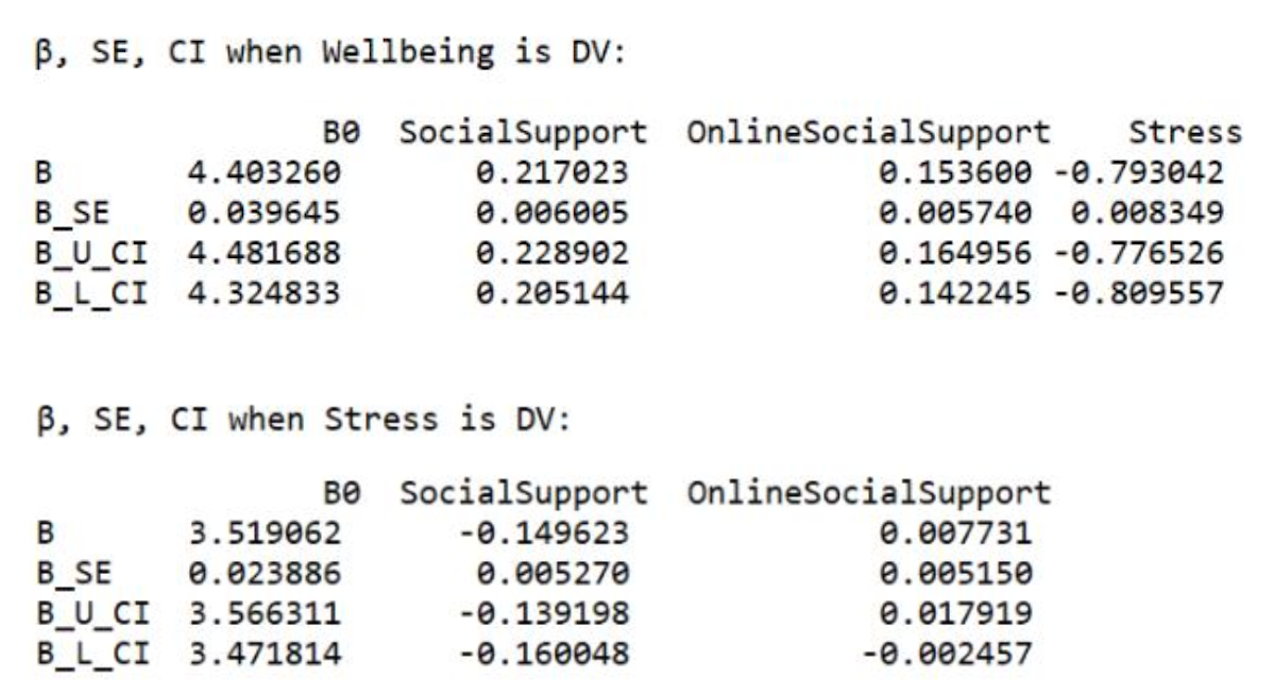 β, SE, CI when Wellbeing is DV:
B0 SocialSupport OnlineSocialSupport Stress
B 4.403260 0.217023 0.153600 -0.793042
B_SE 0.039645 0.006005 0.005740 0.008349
B_U_CI 4.481688 0.228902 0.164956 -0.776526
B_L_CI 4.324833 0.205144 0.142245 -0.809557
β, SE, CI when Stress is DV:
B0 SocialSupport OnlineSocialSupport
B 3.519062 -0.149623 0.007731
B_SE 0.023886 0.005270 0.005150
B_U_CI 3.566311 -0.139198 0.017919
B_L_CI 3.471814 -0.160048 -0.002457